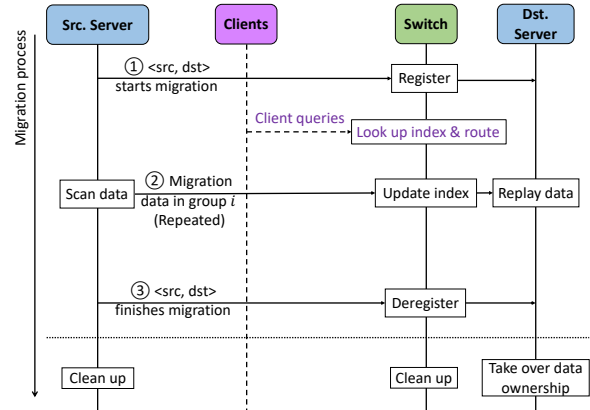 Src. Server
Clients
Switch
Dst.
Server
Migration process
① <src, dst>
starts migration
Register
Client queries
Look up index & route
Scan data
② Migration
data in group i
(Repeated)
Update index
Replay data
③ <src, dst>
finishes migration
Deregister
Clean up
Clean up
Take over data
ownership